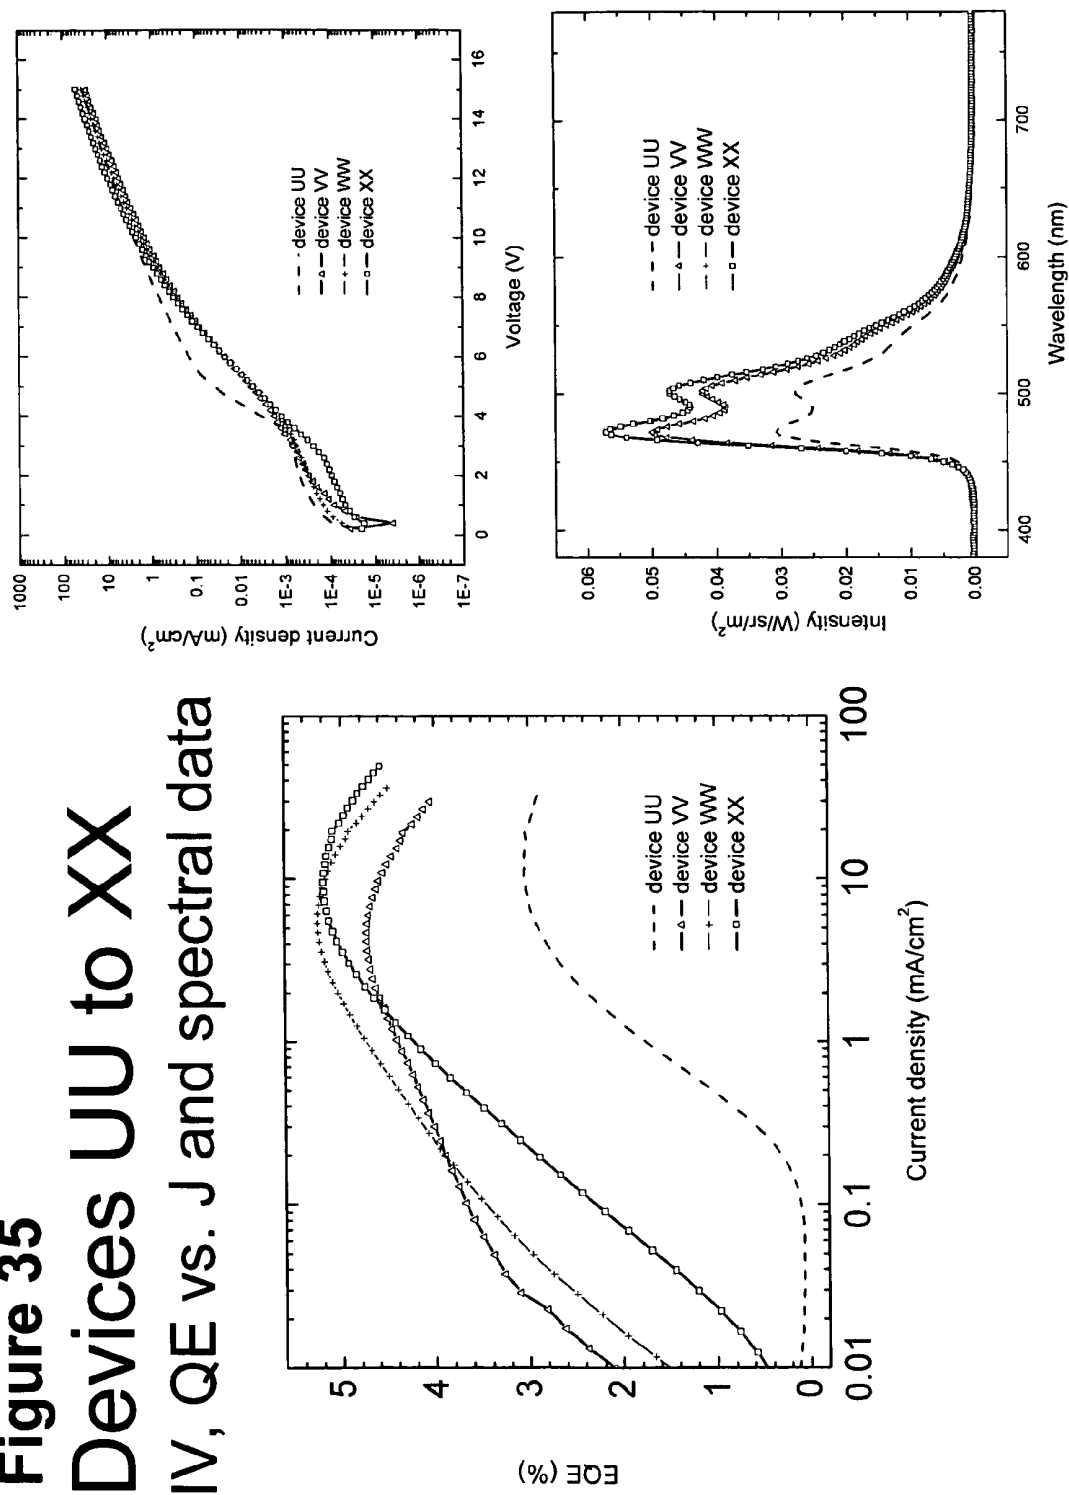 Figure 35
Devices UU to XX
IV, QE vs. J and spectral data
EQE (%)
5
4
3
2
1
0
0.01
0.1
1
10
100
Current density (mA/cm²)
device UU
device VV
device WW
device XX
Current density (mA/cm²)
1000
100
10
1
0.1
0.01
1E-3
1E-4
1E-5
1E-6
1E-7
0
2
4
6
8
10
12
14
16
Voltage (V)
device UU
device VV
device WW
device XX
Intensity (W/sr/m²)
0.06
0.05
0.04
0.03
0.02
0.01
0.00
400
500
600
700
Wavelength (nm)
device UU
device VV
device WW
device XX